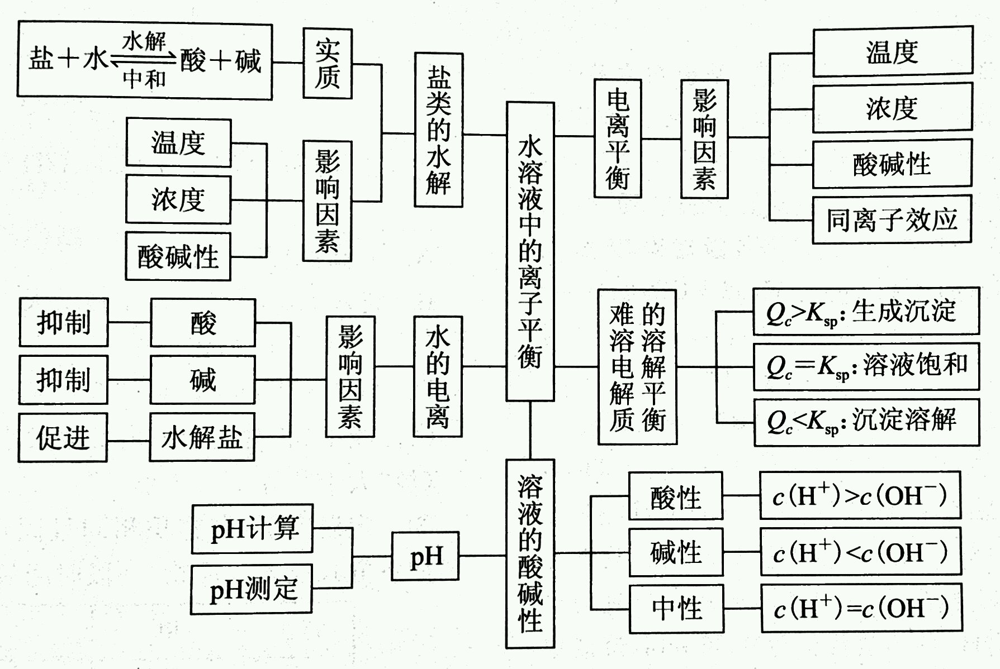 盐+水⇌酸+碱
水解
中和
实质
温度
浓度
酸碱性
影响因素
盐类的水解
水溶液中的离子平衡
电离平衡
影响因素
温度
浓度
酸碱性
同离子效应
抑制
酸
抑制
碱
促进
水解盐
影响因素
水的电离
难溶电解质
的溶解平衡
Qc>Ksp:生成沉淀
Qc=Ksp:溶液饱和
Qc<Ksp:沉淀溶解
pH计算
pH测定
pH
溶液的酸碱性
酸性
c(H⁺)>c(OH⁻)
碱性
c(H⁺)<c(OH⁻)
中性
c(H⁺)=c(OH⁻)